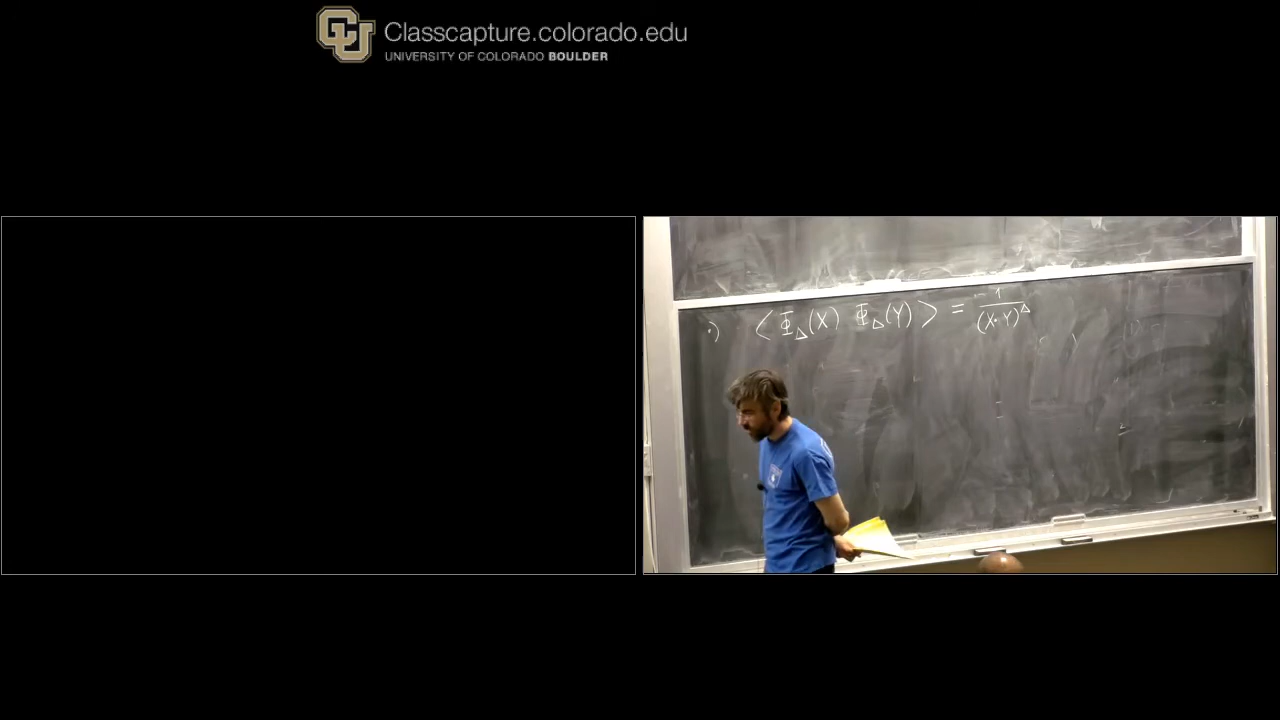 Classcapture.colorado.edu
UNIVERSITY OF COLORADO BOULDER
·) < Φ_Δ(X) Φ_Δ(Y) > = 1/(X·Y)^Δ